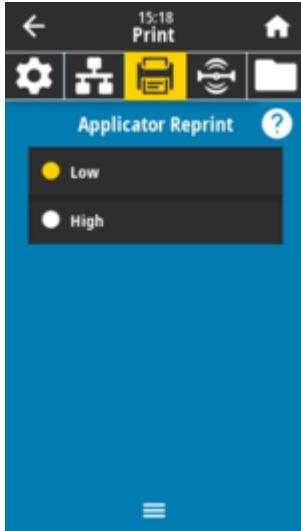 15:18
Print
Applicator Reprint
?
Low
High